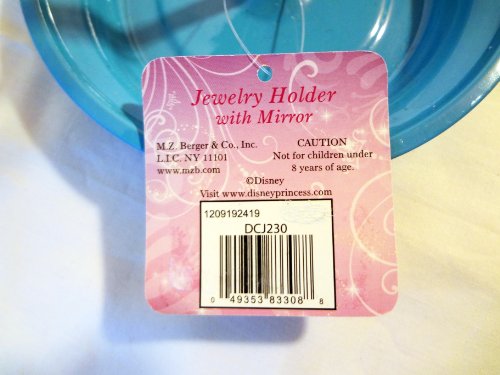 Jewelry Holder
with Mirror
M.Z. Berger & Co., Inc.
L.I.C. NY 11101
www.mzb.com
CAUTION
Not for children under
8 years of age.
©Disney
Visit www.disneyprincess.com
1209192419
DCJ230
0 49353 83308 8